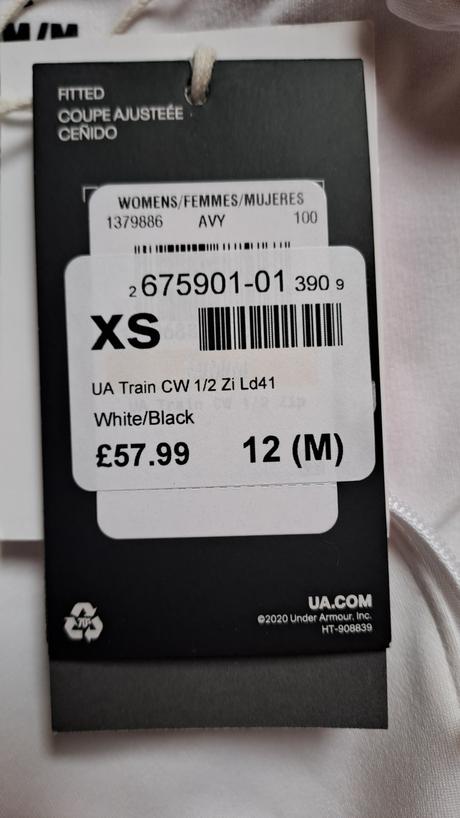 M/M
FITTED
COUPE AJUSTEÉE
CEÑIDO
WOMENS/FEMMES/MUJERES
1379886 AVY 100
2 675901-01 390 9
XS
UA Train CW 1/2 Zi Ld41
White/Black
£57.99 12 (M)
UA.COM
©2020 Under Armour, Inc.
HT-908839